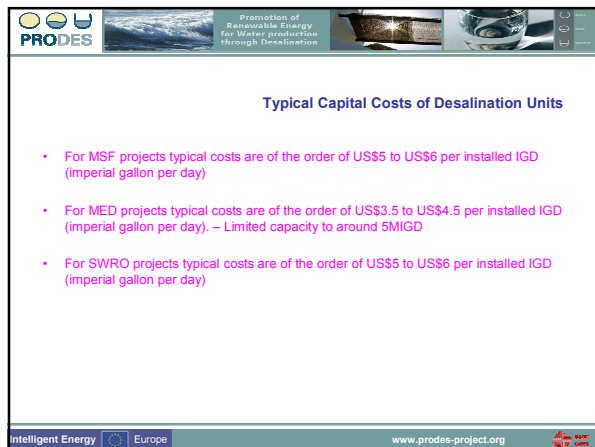 PRODES
Promotion of
Renewable Energy
for Water production
through Desalination
Typical Capital Costs of Desalination Units
• For MSF projects typical costs are of the order of US$5 to US$6 per installed IGD
(imperial gallon per day)
• For MED projects typical costs are of the order of US$3.5 to US$4.5 per installed IGD
(imperial gallon per day). – Limited capacity to around 5MIGD
• For SWRO projects typical costs are of the order of US$5 to US$6 per installed IGD
(imperial gallon per day)
Intelligent Energy Europe
www.prodes-project.org